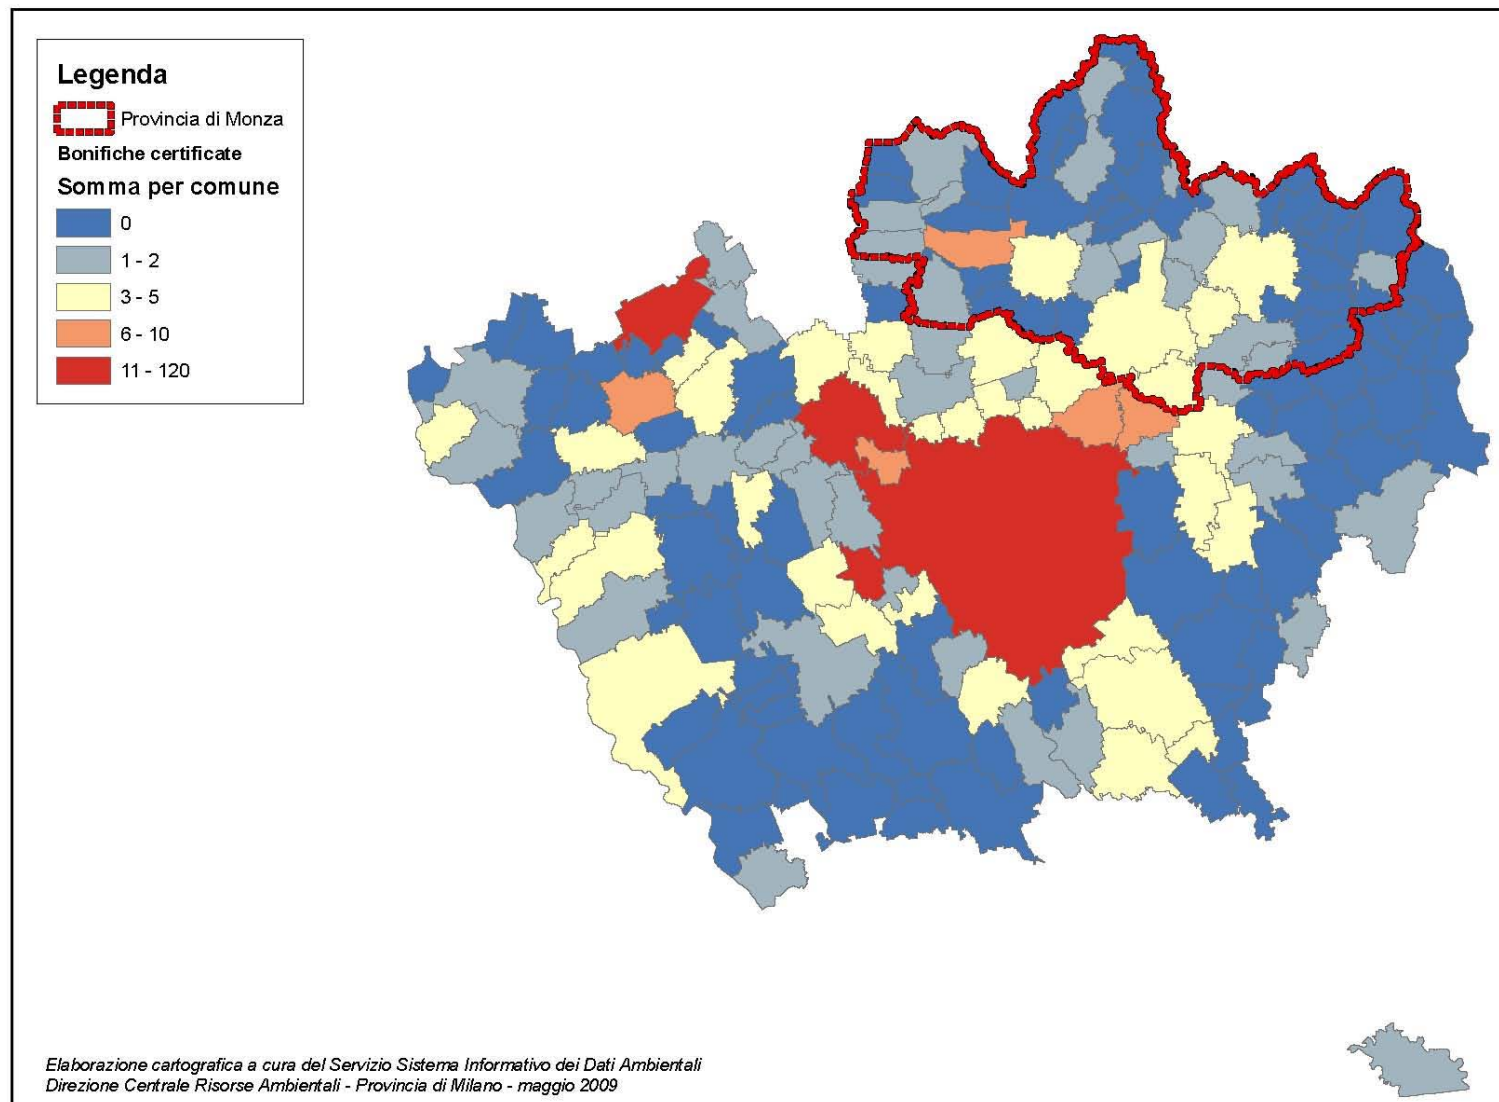 Legenda
Provincia di Monza
Bonifiche certificate
Somma per comune
0
1 - 2
3 - 5
6 - 10
11 - 120
Elaborazione cartografica a cura del Servizio Sistema Informativo dei Dati Ambientali
Direzione Centrale Risorse Ambientali - Provincia di Milano - maggio 2009